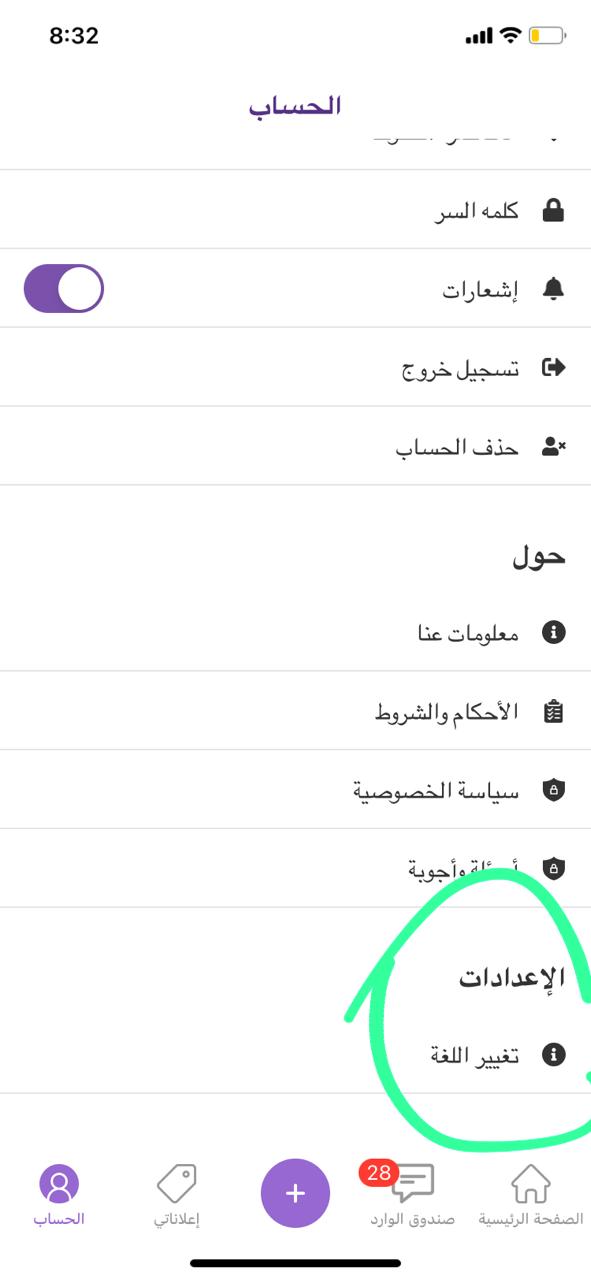 8:32
الحساب
كلمه السر
إشعارات
تسجيل خروج
حذف الحساب
حول
معلومات عنا
الأحكام والشروط
سياسة الخصوصية
أسئلة وأجوبة
الإعدادات
تغيير اللغة
28
الصفحة الرئيسية
صندوق الوارد
إعلاناتي
الحساب